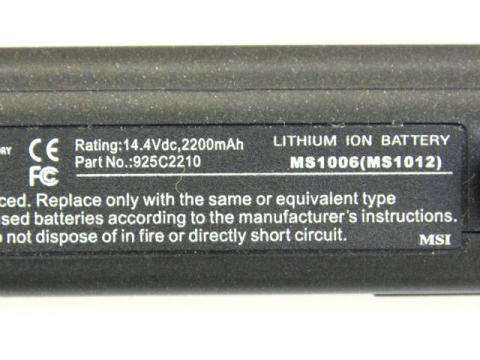 ORY CE Rating:14.4Vdc,2200mAh LITHIUM ION BATTERY
FC Part No.:925C2210 MS1006(MS1012)
ced. Replace only with the same or equivalent type
sed batteries according to the manufacturer's instructions.
not dispose of in fire or directly short circuit.
MSI